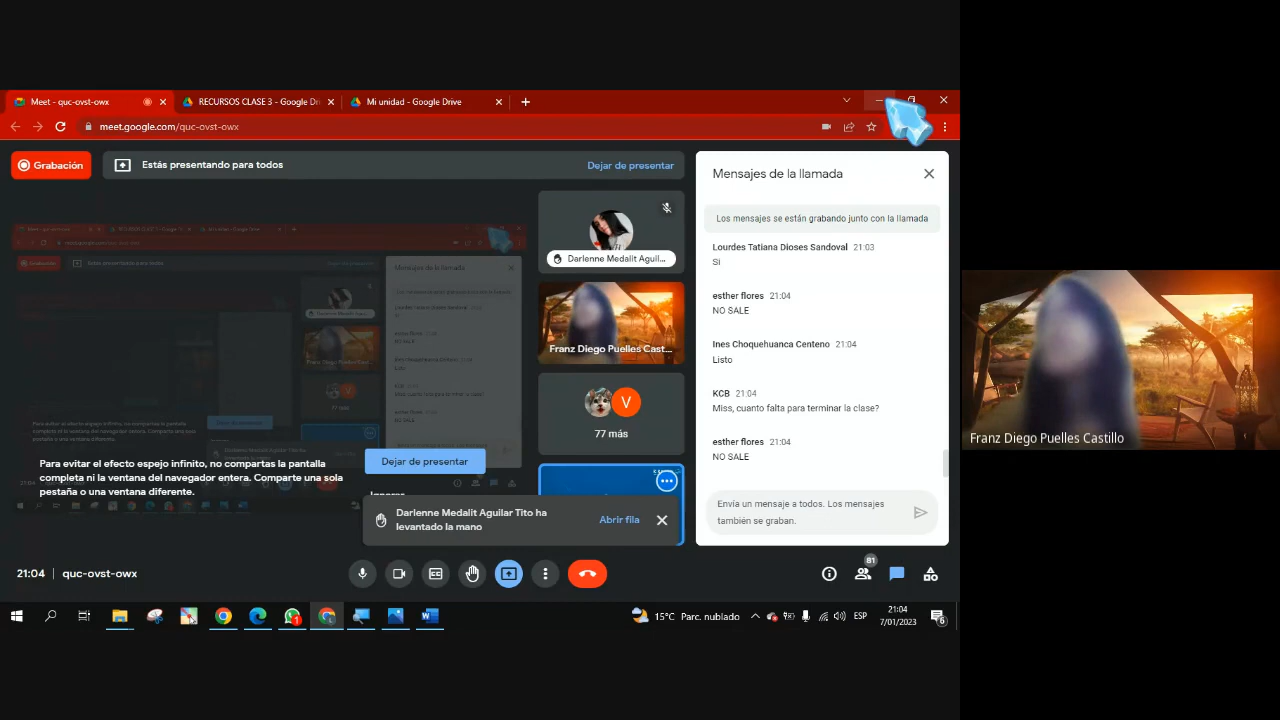 Meet - quc-ovst-owx
RECURSOS CLASE 3 - Google Dri
Mi unidad - Google Drive
meet.google.com/quc-ovst-owx
Grabación
Estás presentando para todos
Dejar de presentar
Mensajes de la llamada
Los mensajes se están grabando junto con la llamada
Lourdes Tatiana Dioses Sandoval 21:03
Si
esther flores 21:04
NO SALE
Ines Choquehuanca Centeno 21:04
Listo
KCB 21:04
Miss, cuanto falta para terminar la clase?
esther flores 21:04
NO SALE
Envía un mensaje a todos. Los mensajes
también se graban.
Darlenne Medalit Aguil...
Franz Diego Puelles Cast...
V
77 más
Para evitar el efecto espejo infinito, no compartas la pantalla
completa ni la ventana del navegador entera. Comparte una sola
pestaña o una ventana diferente.
Dejar de presentar
Darlenne Medalit Aguilar Tito ha
levantado la mano
Abrir fila
21:04 | quc-ovst-owx
81
15°C Parc. nublado
ESP
21:04
7/01/2023
6
Franz Diego Puelles Castillo